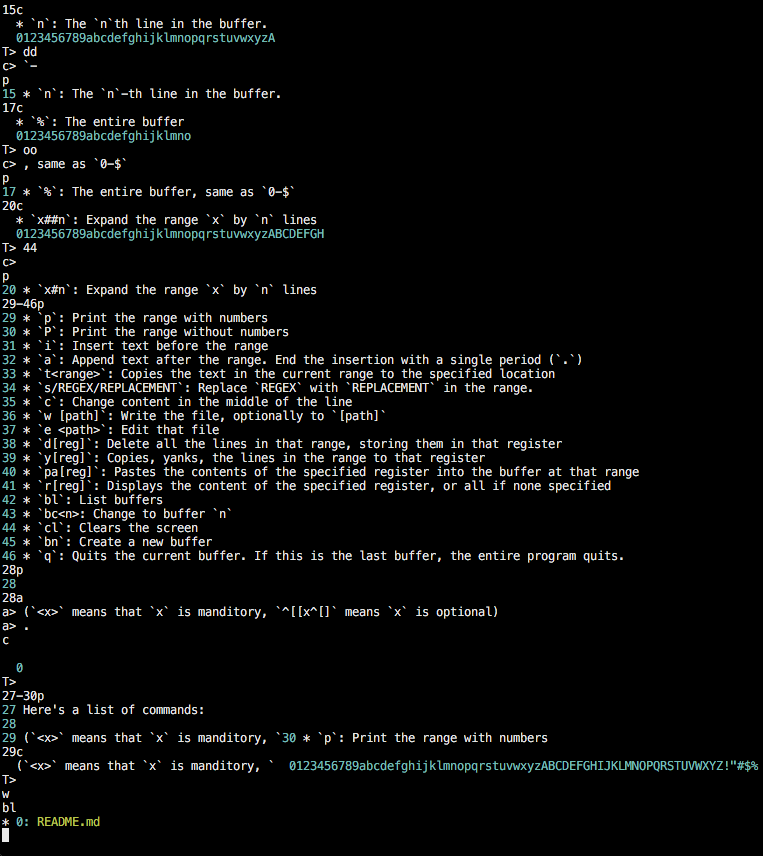 15c
  * `n`: The `n`th line in the buffer.
  0123456789abcdefghijklmnopqrstuvwxyzA
T> dd
c> `-
p
15 * `n`: The `n`-th line in the buffer.
17c
  * `%`: The entire buffer
  0123456789abcdefghijklmno
T> oo
c> , same as `0-$`
p
17 * `%`: The entire buffer, same as `0-$`
20c
  * `x##n`: Expand the range `x` by `n` lines
  0123456789abcdefghijklmnopqrstuvwxyzABCDEFGH
T> 44
c>
p
20 * `x#n`: Expand the range `x` by `n` lines
29-46p
29 * `p`: Print the range with numbers
30 * `P`: Print the range without numbers
31 * `i`: Insert text before the range
32 * `a`: Append text after the range. End the insertion with a single period (`.`)
33 * `t<range>`: Copies the text in the current range to the specified location
34 * `s/REGEX/REPLACEMENT`: Replace `REGEX` with `REPLACEMENT` in the range.
35 * `c`: Change content in the middle of the line
36 * `w [path]`: Write the file, optionally to `[path]`
37 * `e <path>`: Edit that file
38 * `d[reg]`: Delete all the lines in that range, storing them in that register
39 * `y[reg]`: Copies, yanks, the lines in the range to that register
40 * `pa[reg]`: Pastes the contents of the specified register into the buffer at that range
41 * `r[reg]`: Displays the content of the specified register, or all if none specified
42 * `bl`: List buffers
43 * `bc<n>: Change to buffer `n`
44 * `cl`: Clears the screen
45 * `bn`: Create a new buffer
46 * `q`: Quits the current buffer. If this is the last buffer, the entire program quits.
28p
28
28a
a> (`<x>` means that `x` is manditory, `^[[x^[]` means `x` is optional)
a> .
c
  0
T>
27-30p
27 Here's a list of commands:
28
29 (`<x>` means that `x` is manditory, `30 * `p`: Print the range with numbers
29c
  (`<x>` means that `x` is manditory, `  0123456789abcdefghijklmnopqrstuvwxyzABCDEFGHIJKLMNOPQRSTUVWXYZ!"#$%
T>
w
bl
* 0: README.md